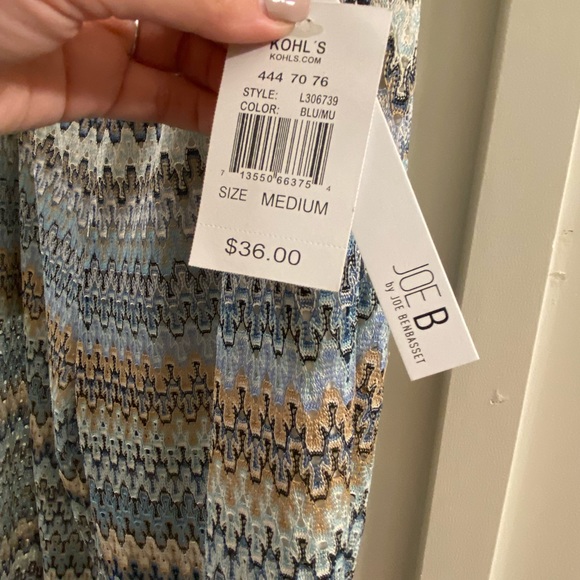 KOHL'S
KOHLS.COM
444 70 76
STYLE: L306739
COLOR: BLU/MU
7 13550 66375 4
SIZE MEDIUM
$36.00
JOE B
by JOE BENBASSET